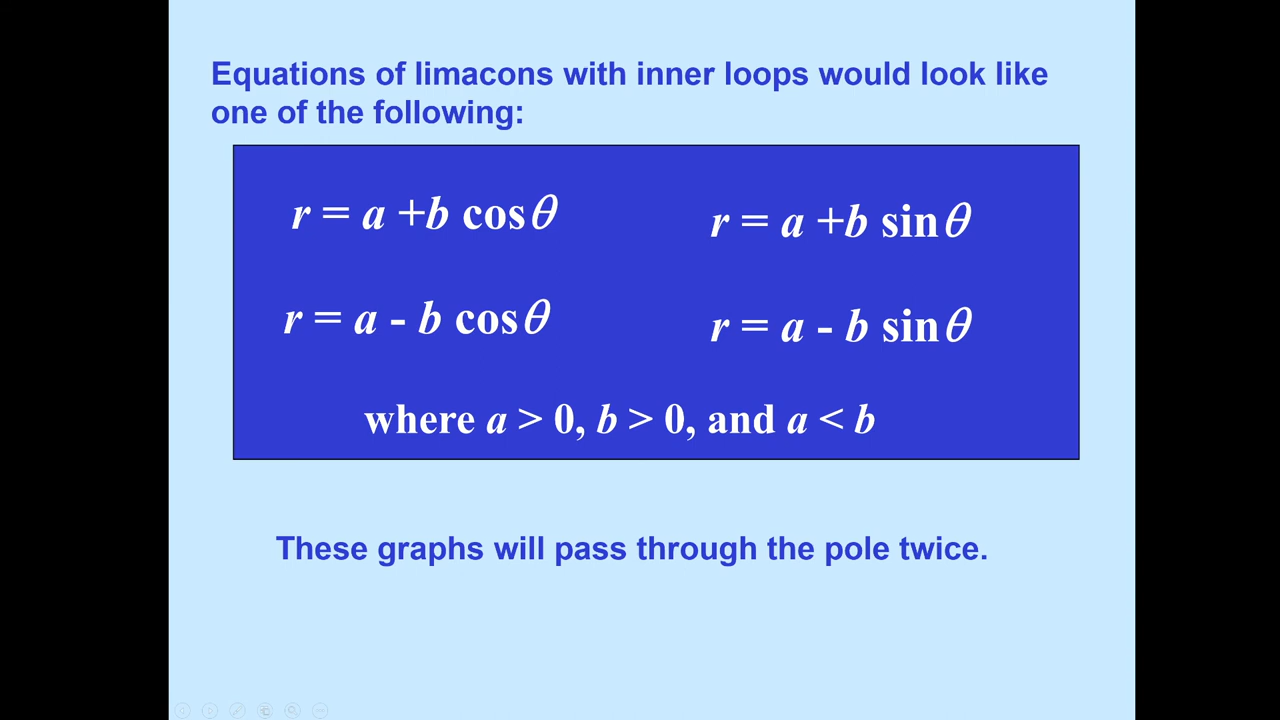 Equations of limacons with inner loops would look like
one of the following:
r = a +b cosθ
r = a +b sinθ
r = a - b cosθ
r = a - b sinθ
where a > 0, b > 0, and a < b
These graphs will pass through the pole twice.